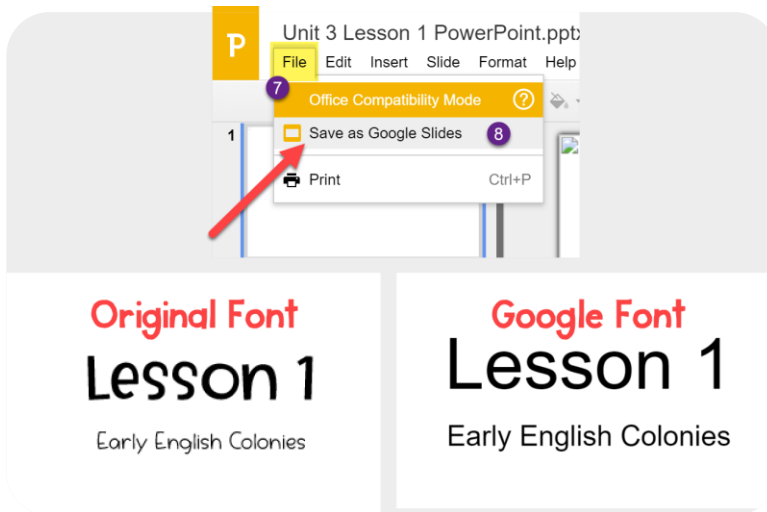 P
Unit 3 Lesson 1 PowerPoint.pptx
File Edit Insert Slide Format Help
7
Office Compatibility Mode ?
1
Save as Google Slides 8
Print Ctrl+P
Original Font
Lesson 1
Early English Colonies
Google Font
Lesson 1
Early English Colonies